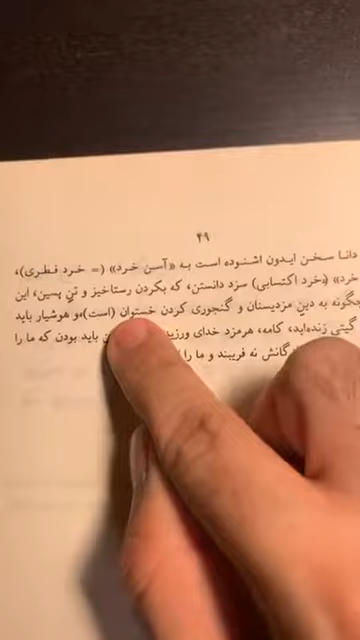 ۴۹
دانا سخن ایدون اشنوده است به «آسن خرد» (= خرد فطری)،
خرد» (خرد اکتسابی) سزد دانستن، که بکردن رستاخیز و تنِ پسین، این
گونه به دینِ مزدیسنان و گنجوری کردن خستوان (است)، و هوشیار باید
گیتی زنده‌اید، کامه، هرمزد خدای باید بودن که ما را
گانش نه فریبند و ما را